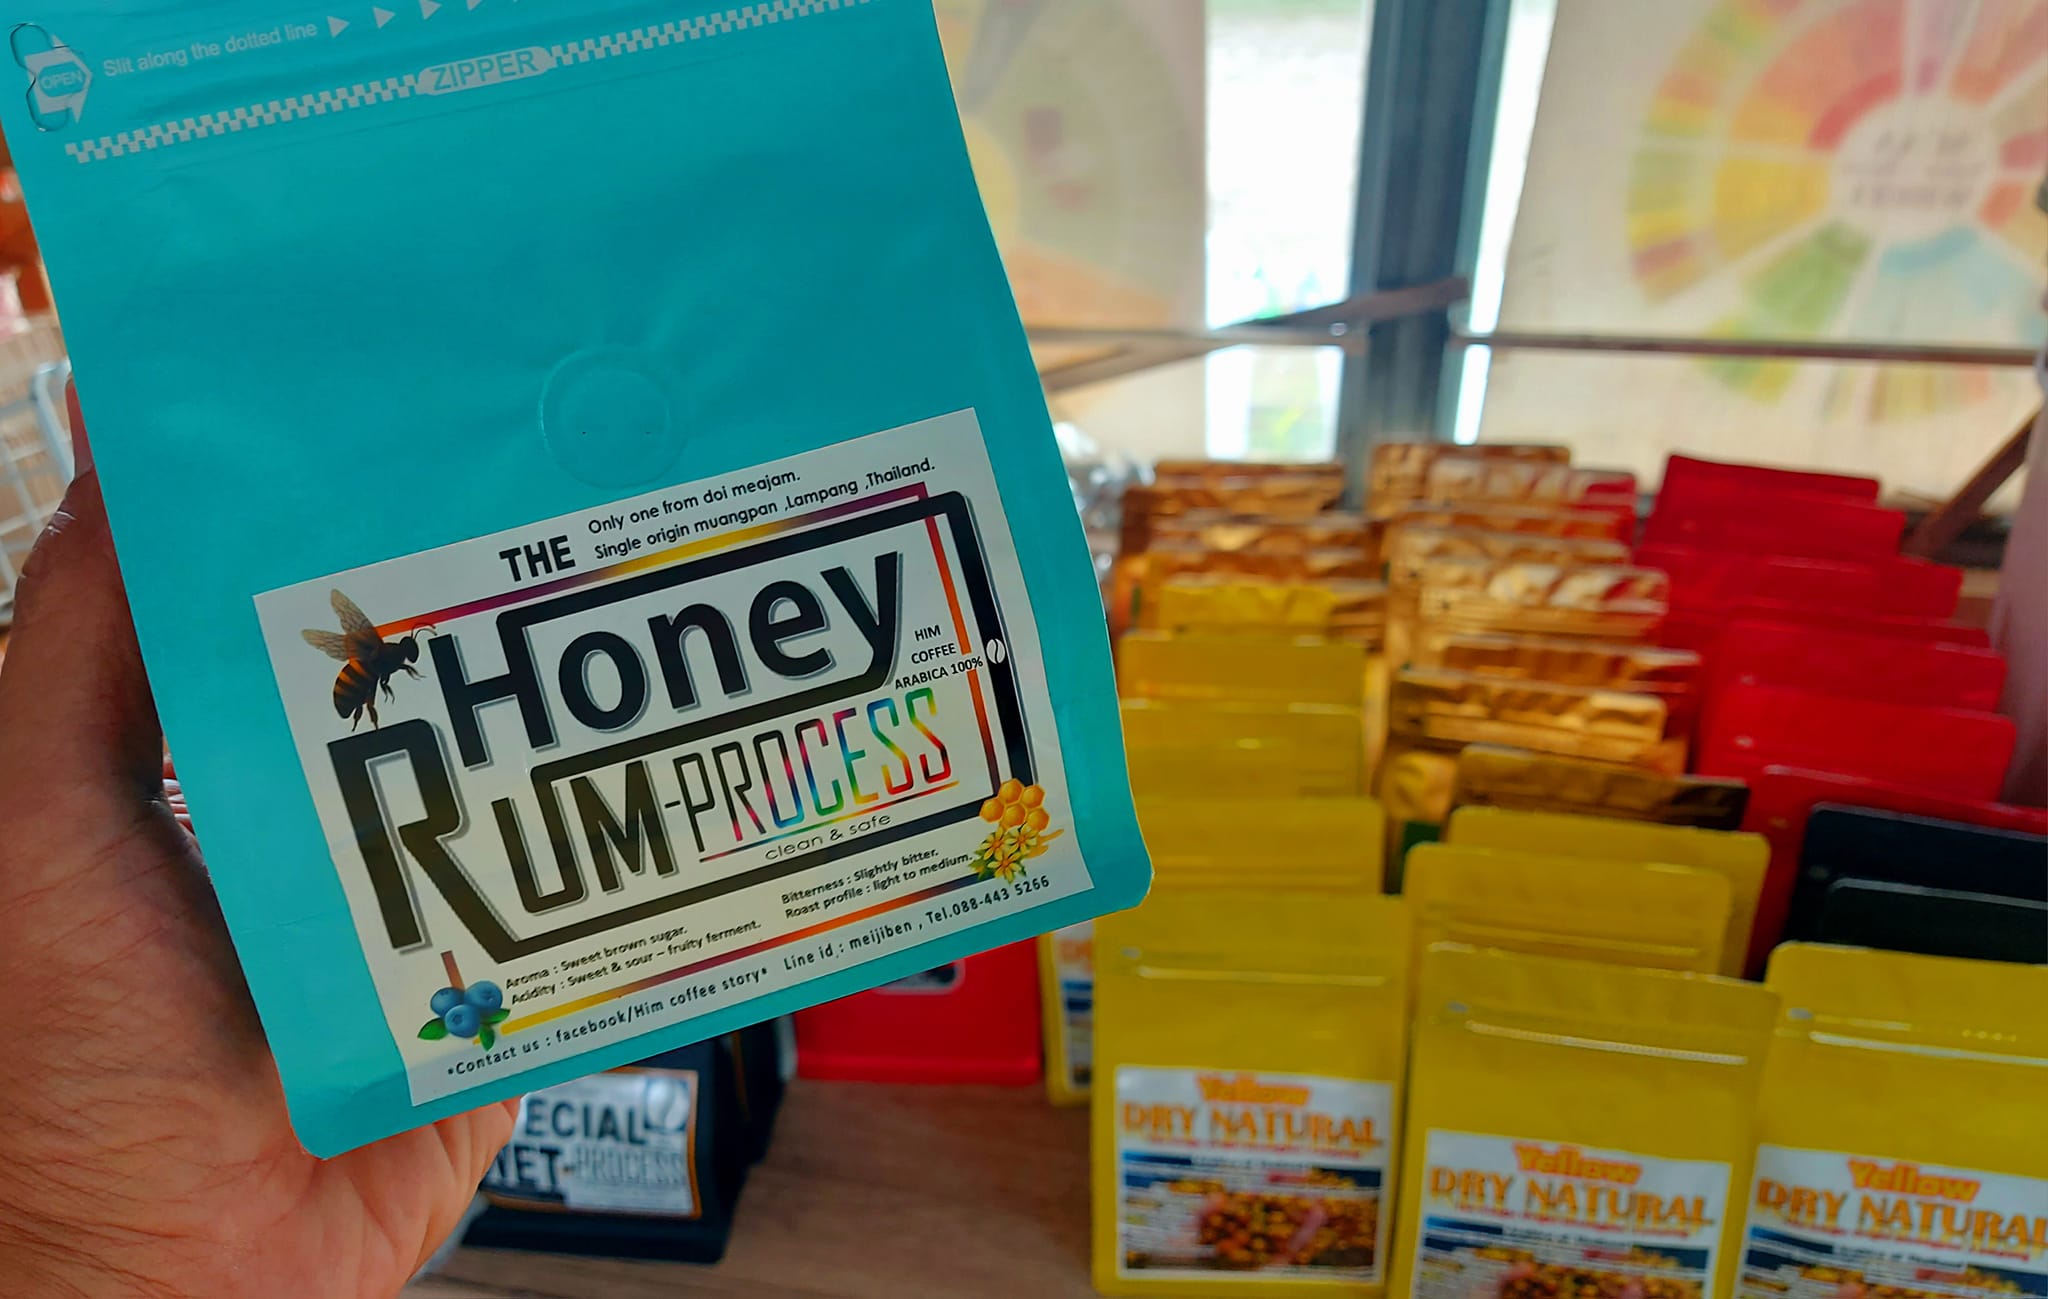 OPEN
Slit along the dotted line
ZIPPER
Only one from doi meajam.
Single origin muangpan ,Lampang ,Thailand.
THE
Honey
HIM
COFFEE
ARABICA 100%
RUM-PROCESS
clean & safe
Aroma : Sweet brown sugar.
Acidity : Sweet & sour – fruity ferment.
Bitterness : Slightly bitter.
Roast profile : light to medium.
*Contact us : facebook/Him coffee story* Line id : meijiben , Tel.088-443 5266
ECIAL
ET-PROCESS
Yellow
DRY NATURAL
Yellow
DRY NATURAL
Yellow
DRY NATURAL